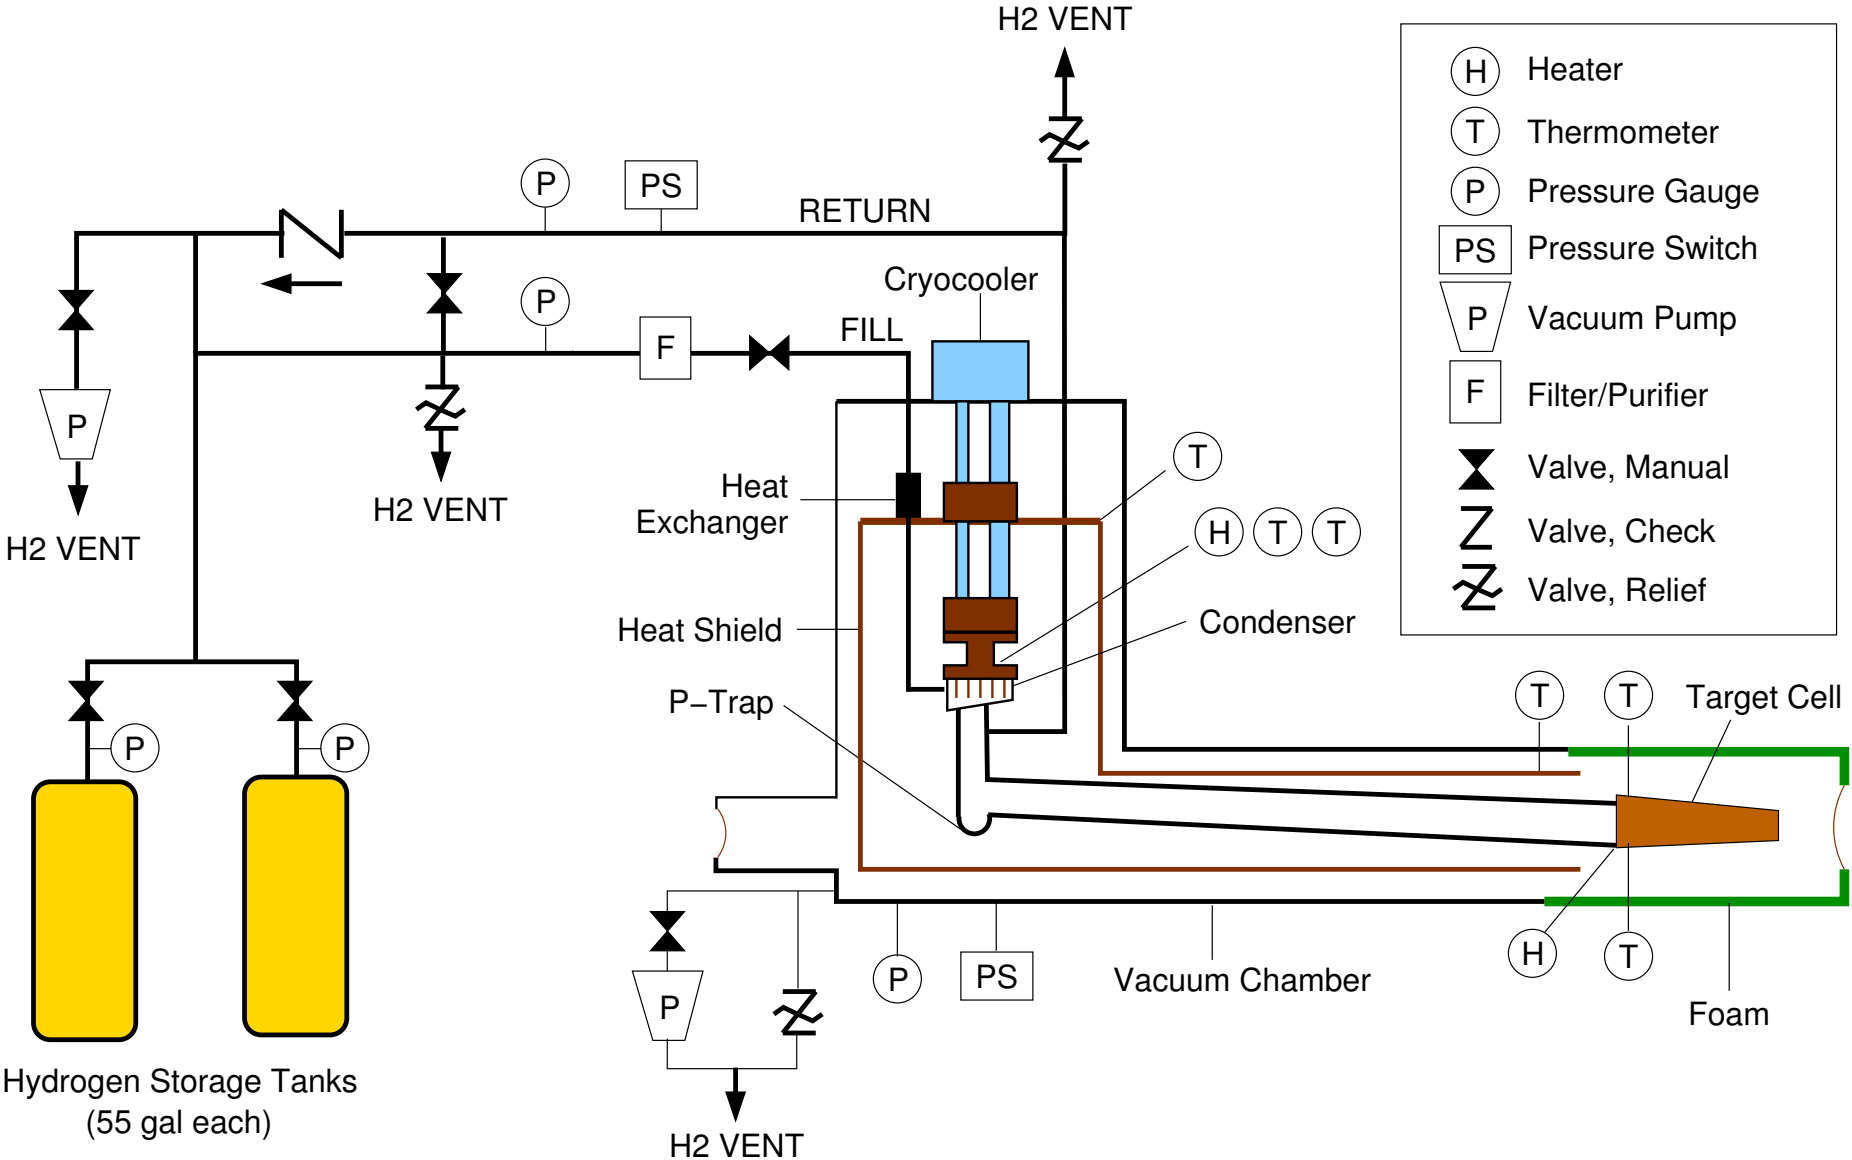 H2 VENT
H
Heater
T
Thermometer
P
Pressure Gauge
PS
Pressure Switch
P
Vacuum Pump
F
Filter/Purifier
Valve, Manual
Valve, Check
Valve, Relief
P
PS
RETURN
Cryocooler
P
FILL
F
P
H2 VENT
H2 VENT
Heat
Exchanger
T
H
T
T
Heat Shield
Condenser
P−Trap
T
T
Target Cell
P
P
Hydrogen Storage Tanks
(55 gal each)
P
P
PS
Vacuum Chamber
H
T
Foam
H2 VENT